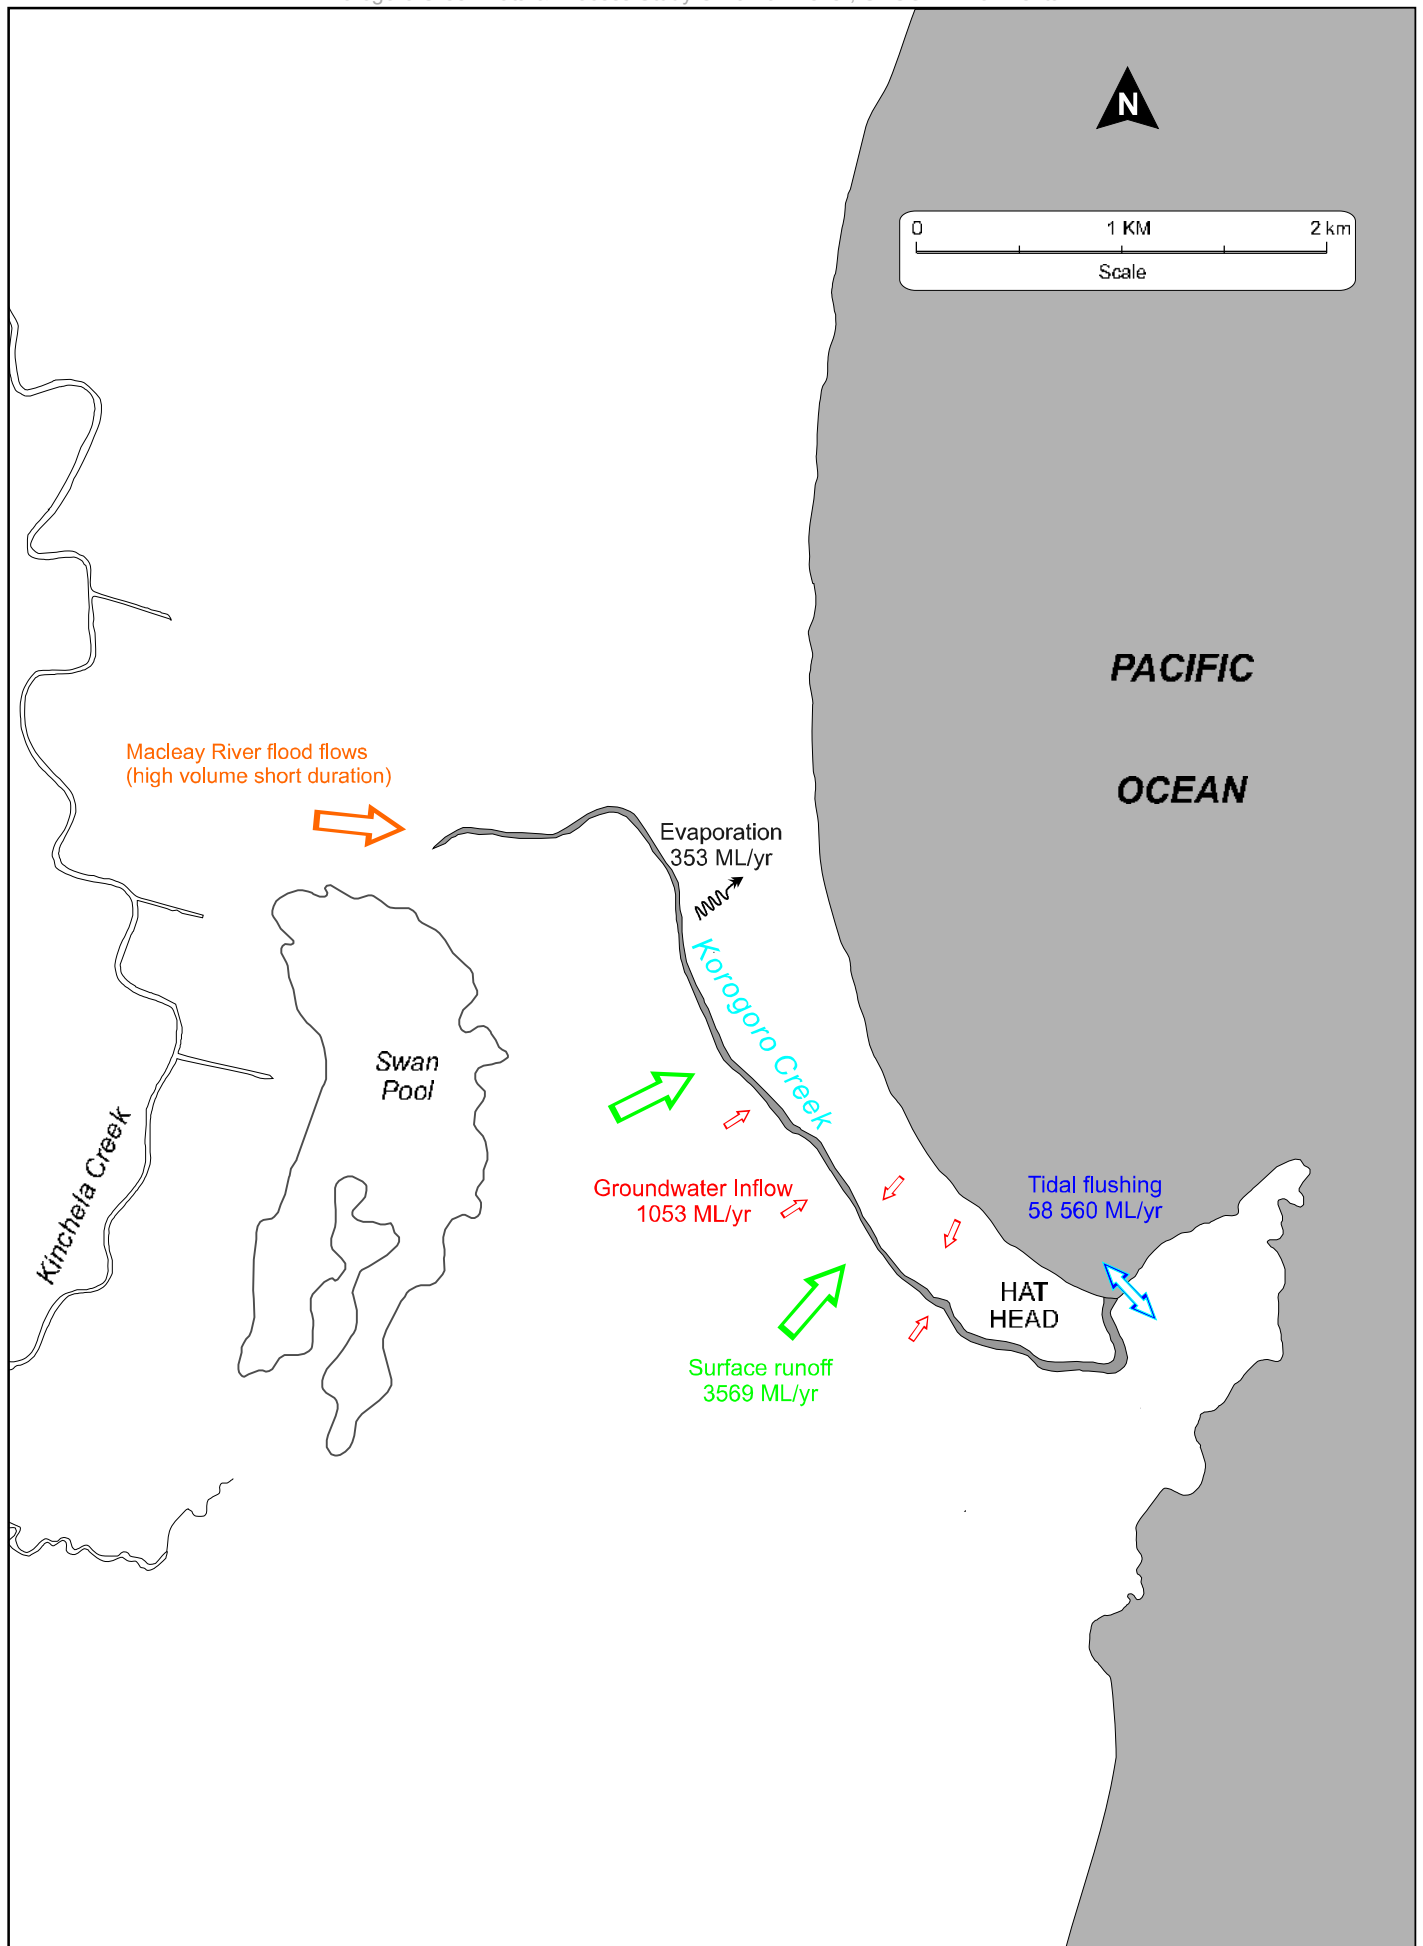 N
0 1 KM 2 km
Scale
PACIFIC
OCEAN
Macleay River flood flows
(high volume short duration)
Evaporation
353 ML/yr
Korogoro Creek
Swan
Pool
Kinchela Creek
Groundwater Inflow
1053 ML/yr
Tidal flushing
58 560 ML/yr
HAT
HEAD
Surface runoff
3569 ML/yr